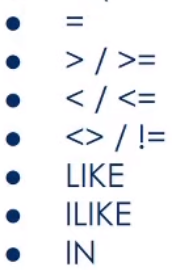 • =
• > / >=
• < / <=
• <> / !=
• LIKE
• ILIKE
• IN